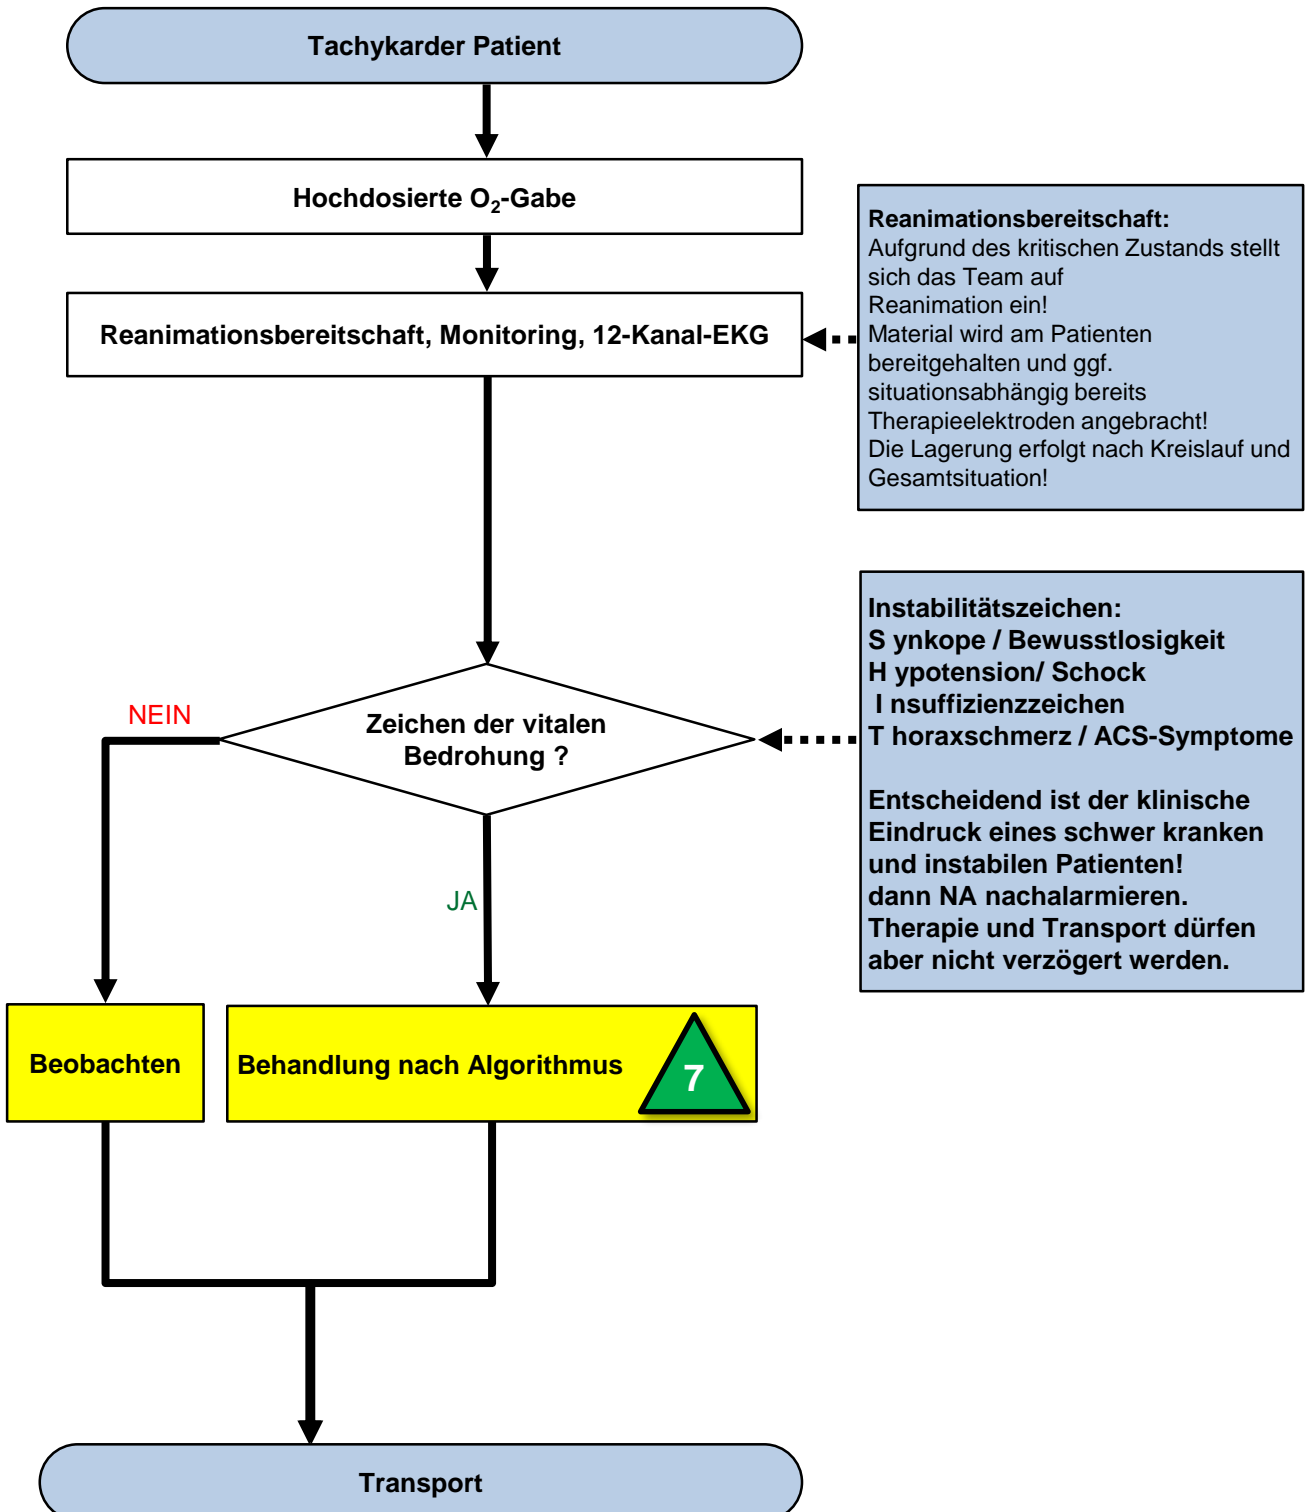 Tachykarder Patient
Hochdosierte O₂-Gabe
Reanimationsbereitschaft, Monitoring, 12-Kanal-EKG
Reanimationsbereitschaft:
Aufgrund des kritischen Zustands stellt
sich das Team auf
Reanimation ein!
Material wird am Patienten
bereitgehalten und ggf.
situationsabhängig bereits
Therapieelektroden angebracht!
Die Lagerung erfolgt nach Kreislauf und
Gesamtsituation!
Zeichen der vitalen
Bedrohung ?
NEIN
JA
Instabilitätszeichen:
S ynkope / Bewusstlosigkeit
H ypotension/ Schock
I nsuffizienzzeichen
T horaxschmerz / ACS-Symptome
Entscheidend ist der klinische
Eindruck eines schwer kranken
und instabilen Patienten!
dann NA nachalarmieren.
Therapie und Transport dürfen
aber nicht verzögert werden.
Beobachten
Behandlung nach Algorithmus
7
Transport